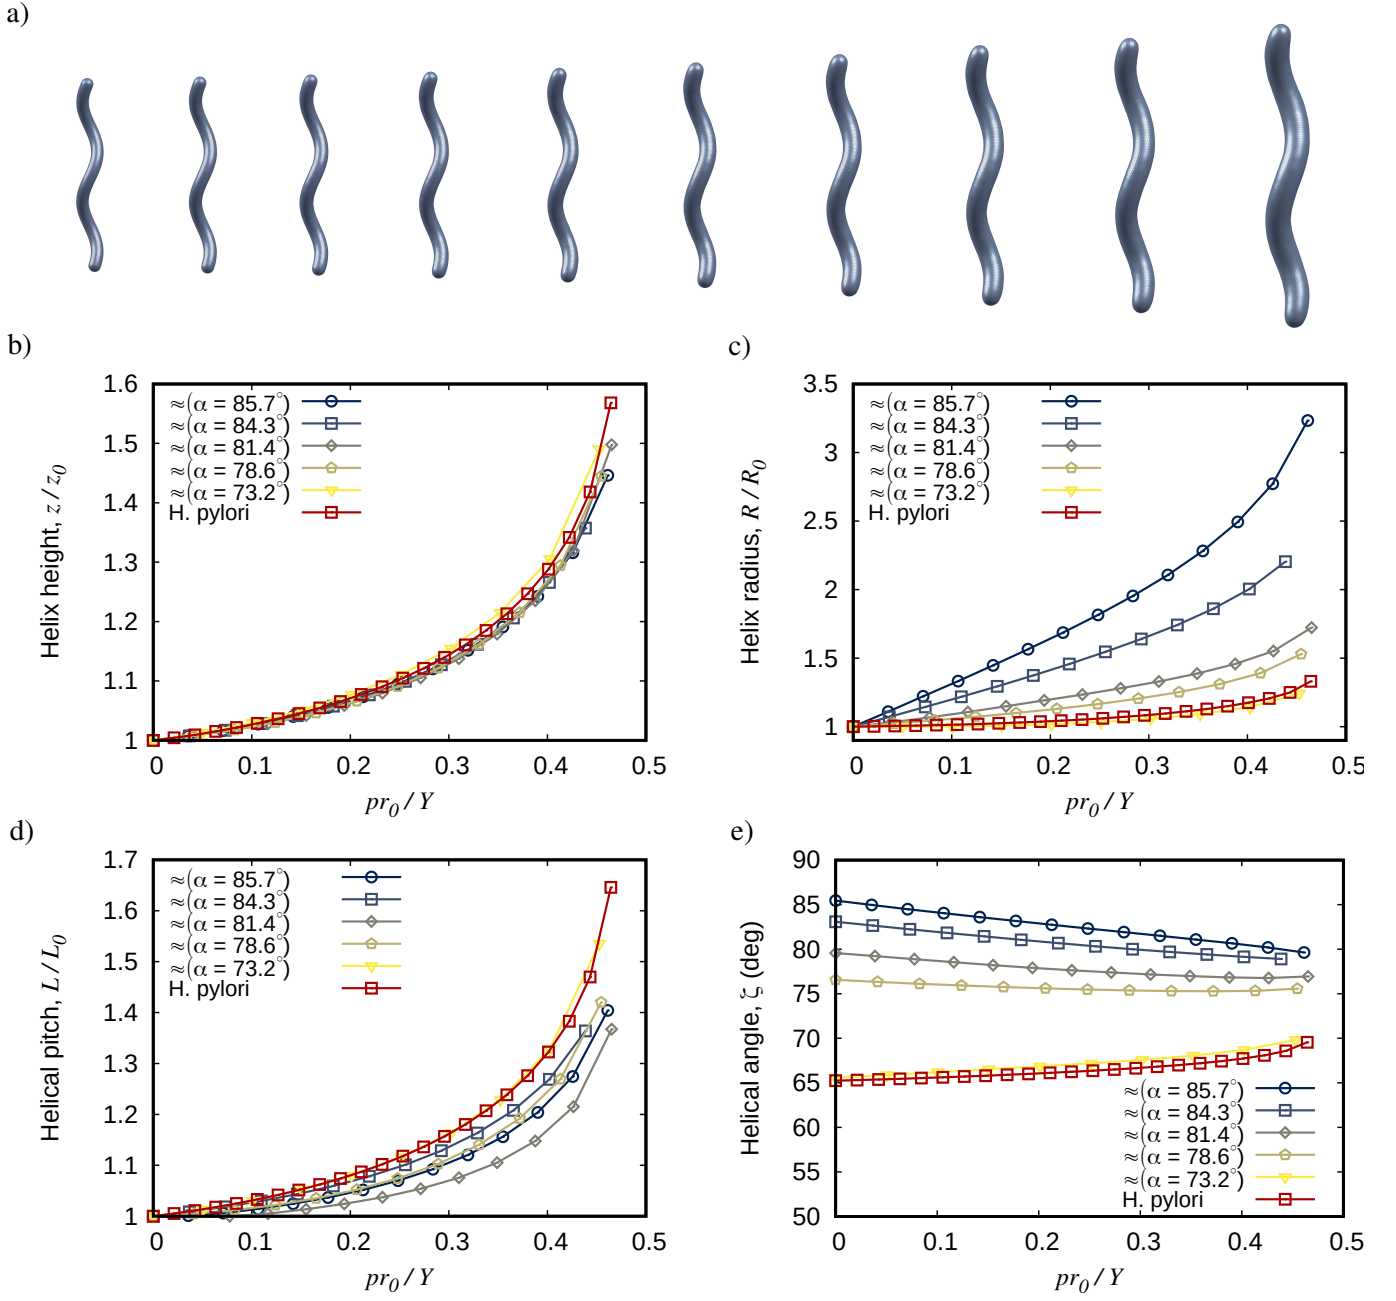 a)
b)
1.6
1.5
1.4
1.3
1.2
1.1
1
Helix height, z / z0
≈(α = 85.7°)
≈(α = 84.3°)
≈(α = 81.4°)
≈(α = 78.6°)
≈(α = 73.2°)
H. pylori
0 0.1 0.2 0.3 0.4 0.5
pr0 / Y
c)
3.5
3
2.5
2
1.5
1
Helix radius, R / R0
≈(α = 85.7°)
≈(α = 84.3°)
≈(α = 81.4°)
≈(α = 78.6°)
≈(α = 73.2°)
H. pylori
0 0.1 0.2 0.3 0.4 0.5
pr0 / Y
d)
1.7
1.6
1.5
1.4
1.3
1.2
1.1
1
Helical pitch, L / L0
≈(α = 85.7°)
≈(α = 84.3°)
≈(α = 81.4°)
≈(α = 78.6°)
≈(α = 73.2°)
H. pylori
0 0.1 0.2 0.3 0.4 0.5
pr0 / Y
e)
90
85
80
75
70
65
60
55
50
Helical angle, ζ (deg)
≈(α = 85.7°)
≈(α = 84.3°)
≈(α = 81.4°)
≈(α = 78.6°)
≈(α = 73.2°)
H. pylori
0 0.1 0.2 0.3 0.4 0.5
pr0 / Y